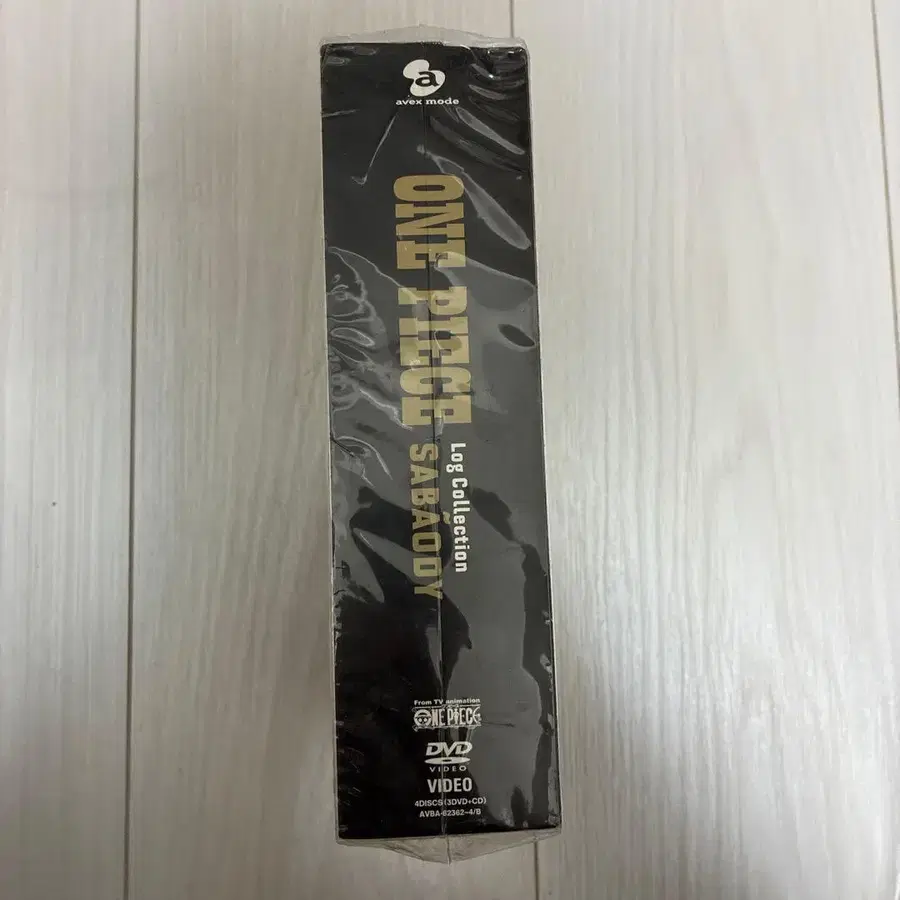 a
avex mode
ONE PIECE
Log Collection
SABAODY
From TV animation
ONE PIECE
DVD
VIDEO
VIDEO
4DISCS(3DVD+CD)
AVBA-62362~4/B